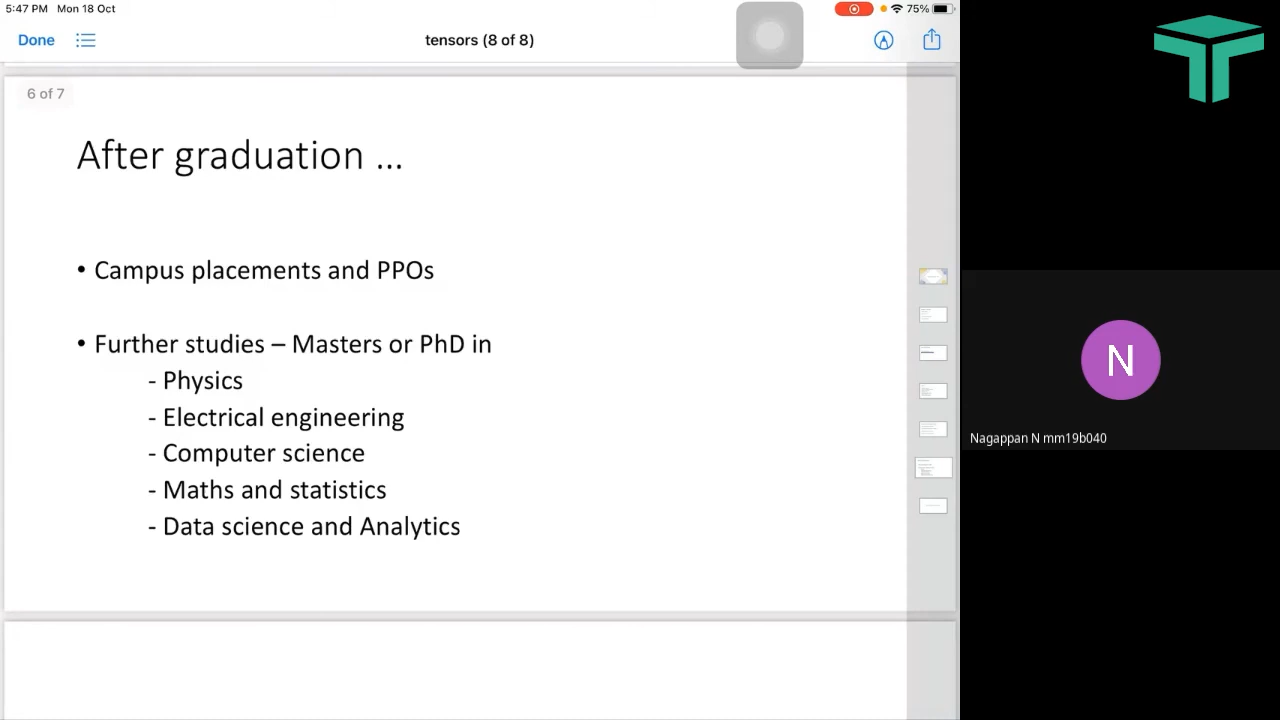 5:47 PM Mon 18 Oct
75%
Done
tensors (8 of 8)
6 of 7
After graduation ...
• Campus placements and PPOs
• Further studies – Masters or PhD in
- Physics
- Electrical engineering
- Computer science
- Maths and statistics
- Data science and Analytics
N
Nagappan N mm19b040